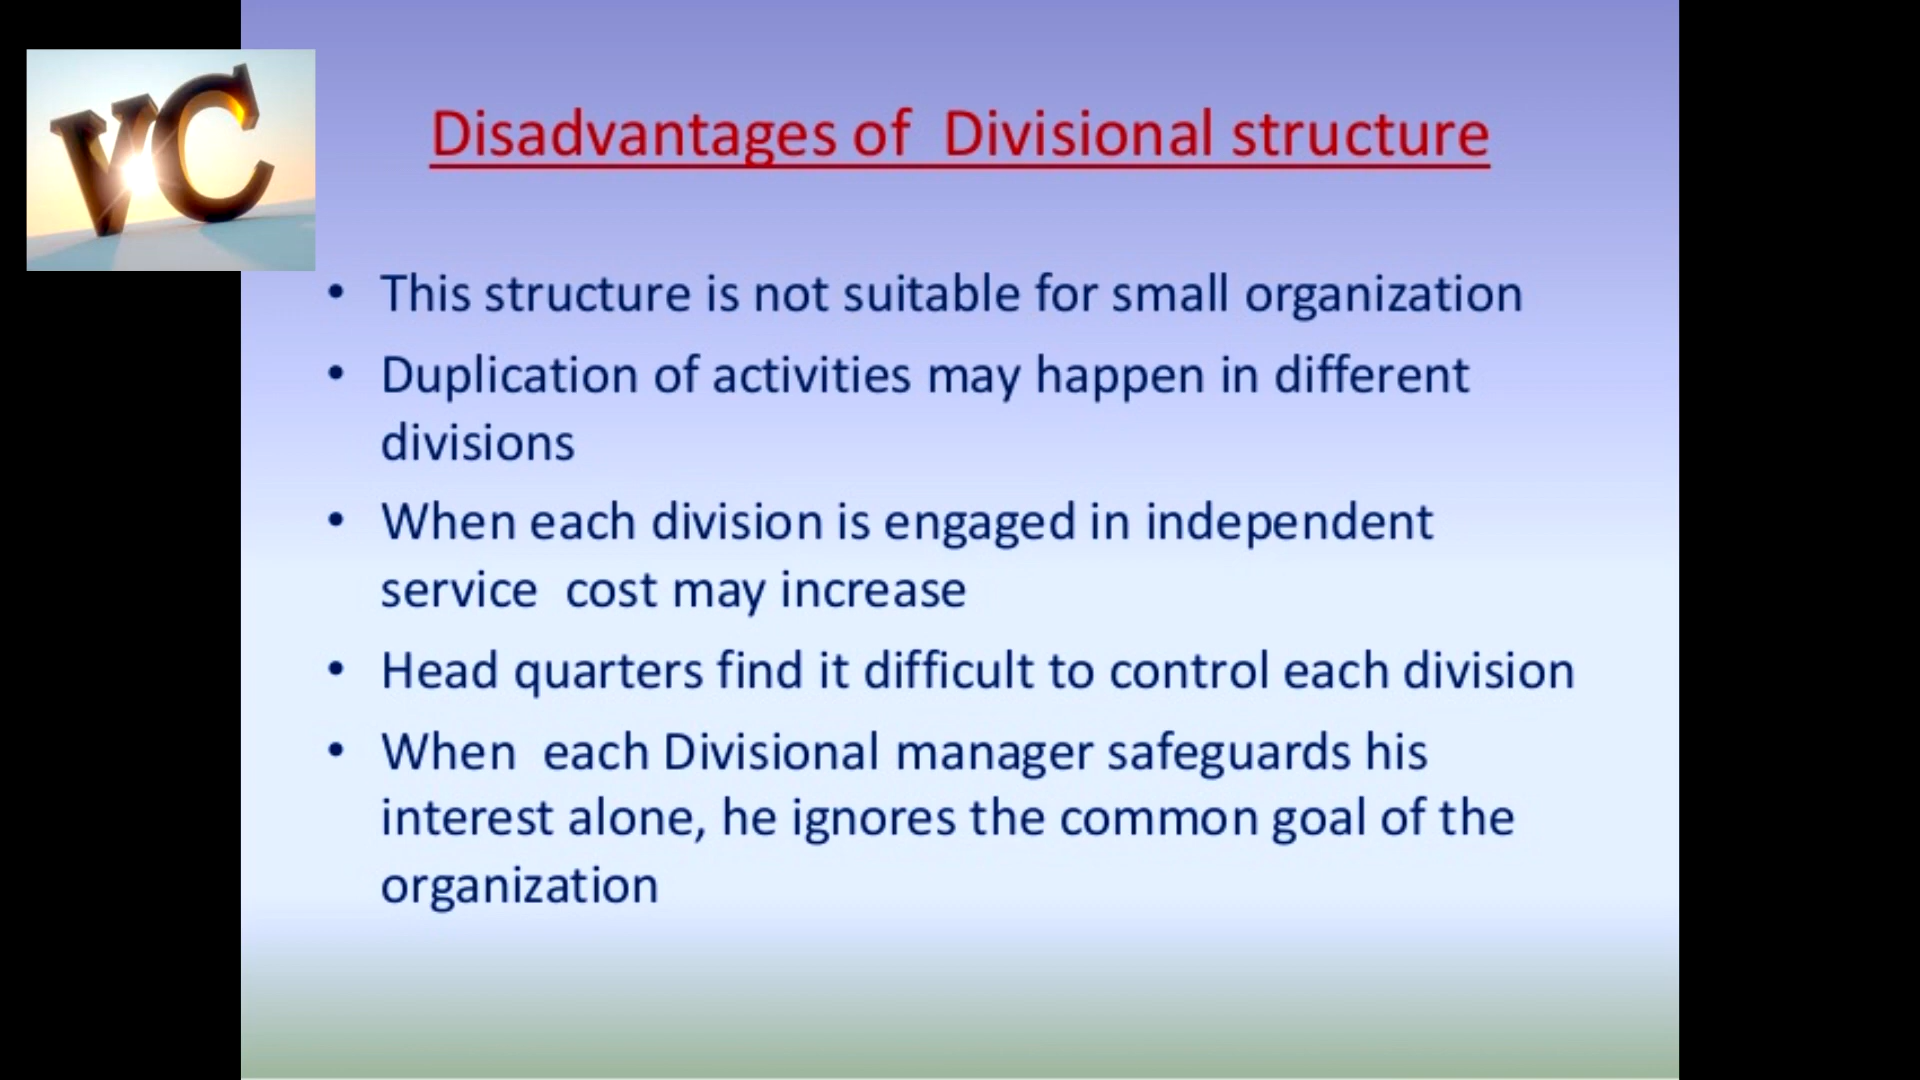 VC
Disadvantages of Divisional structure
• This structure is not suitable for small organization
• Duplication of activities may happen in different
divisions
• When each division is engaged in independent
service cost may increase
• Head quarters find it difficult to control each division
• When each Divisional manager safeguards his
interest alone, he ignores the common goal of the
organization